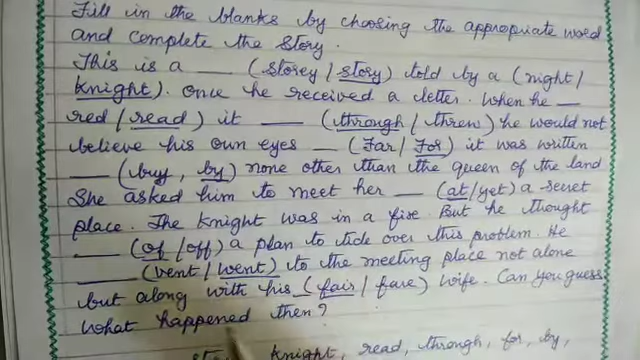 Fill in the blanks by choosing the appropriate word
and complete the story.
This is a ___ (storey/story) told by a (night/
knight). Once he received a letter. When he __
red/read) it ___ (through/threw) he would not
believe his own eyes _ (Far/For) it was written
___ (buy, by) none other than the queen of the land
She asked him to meet her __ (at/yet) a secret
place. The Knight was in a fix. But he thought
___ (of/off) a plan to tide over this problem. He
___ (vent/went) to the meeting place not alone
but along with his _(fair/fare) wife. Can you guess
what happened then?
knight, read, through, for, by,